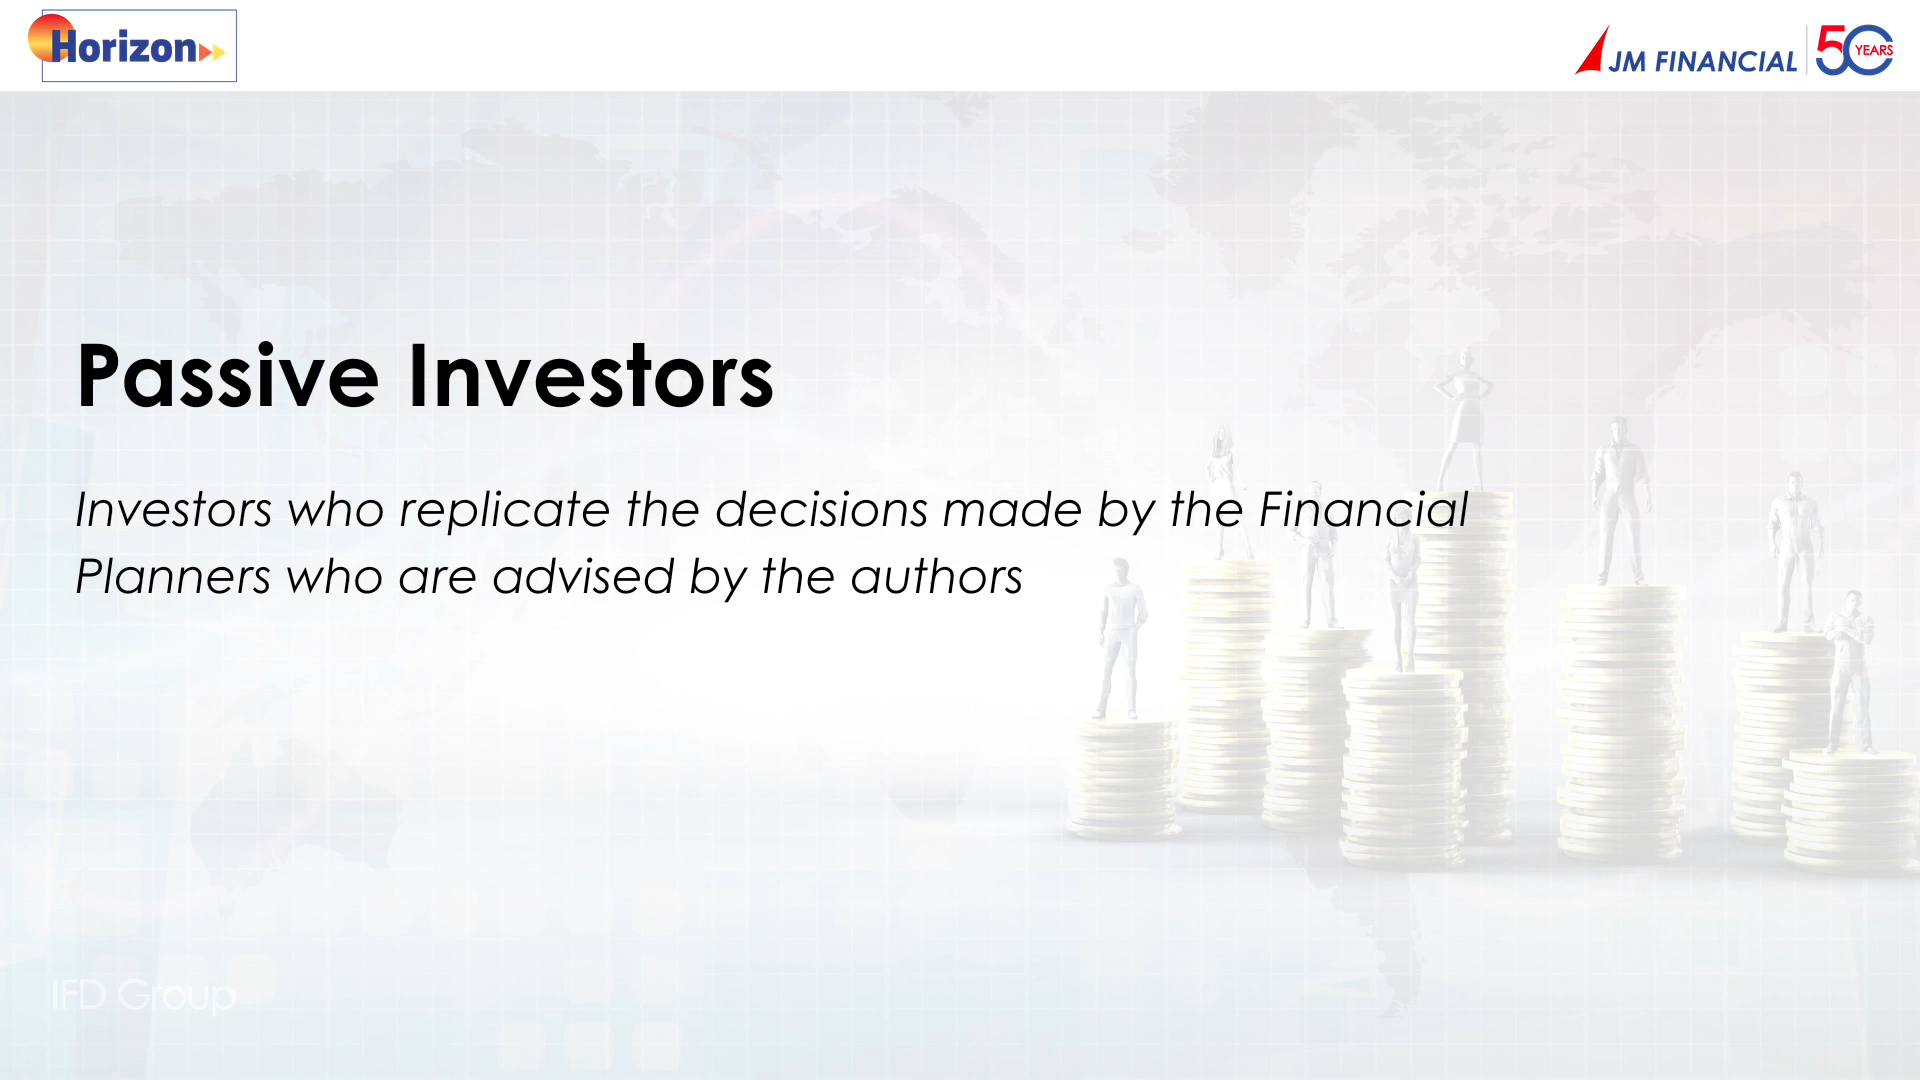 Horizon
JM FINANCIAL
50 YEARS
Passive Investors
Investors who replicate the decisions made by the Financial
Planners who are advised by the authors
IFD Group